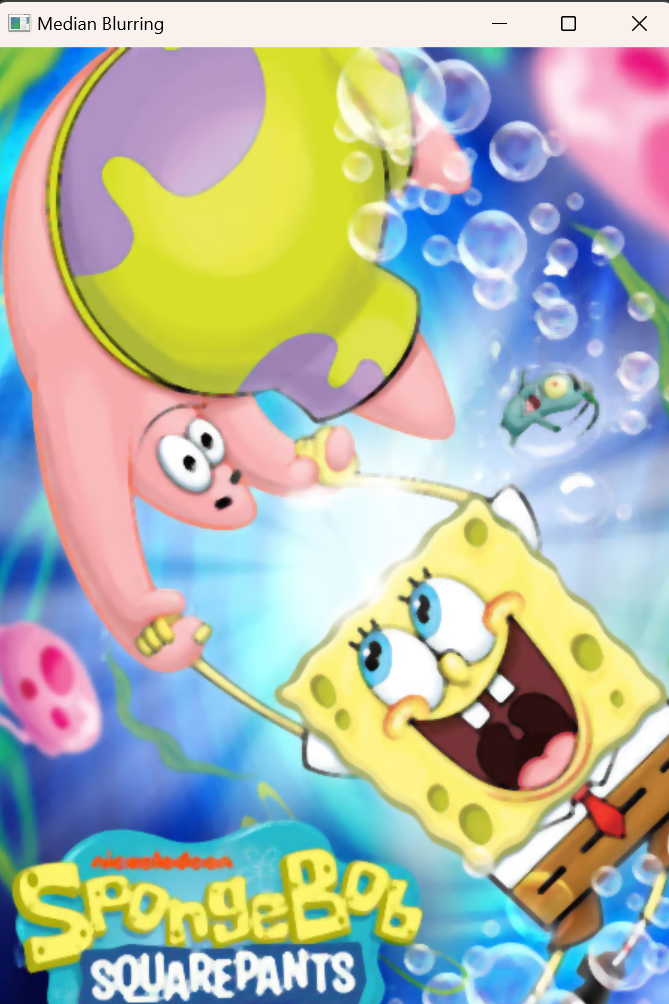 Median Blurring
nickelodeon
SpongeBob
SQUAREPANTS